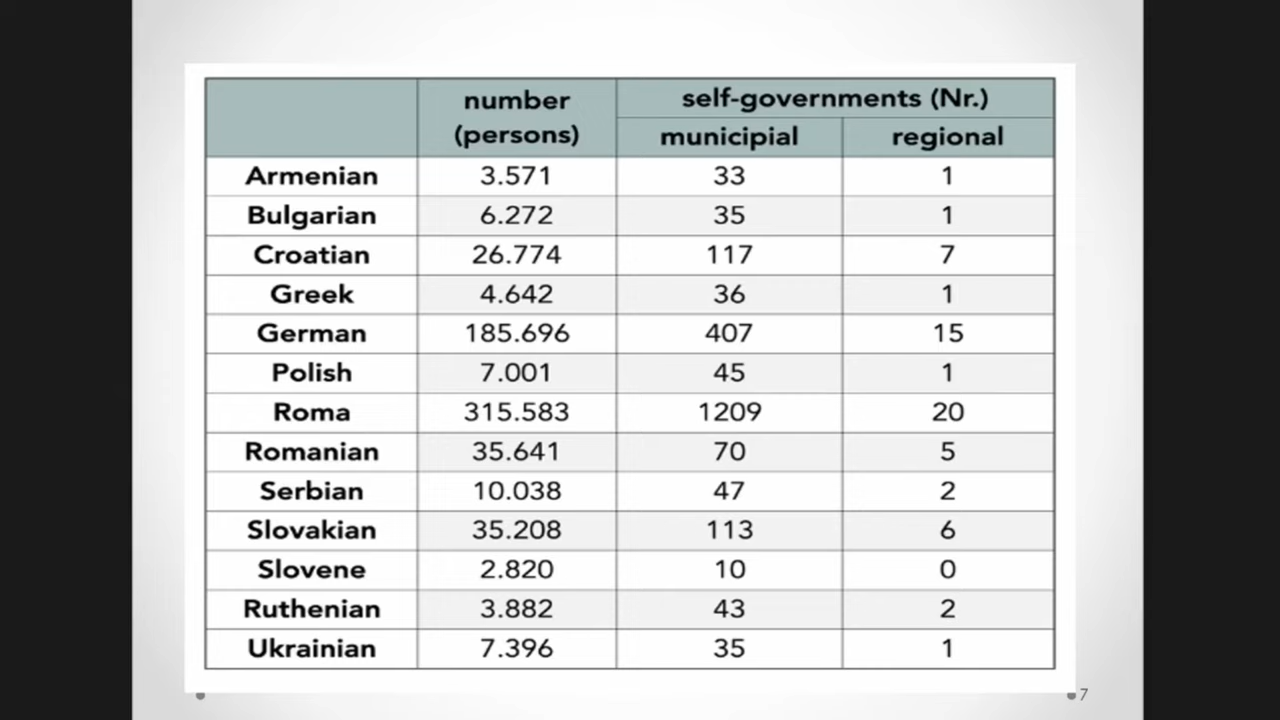 number (persons) self-governments (Nr.)
municipial regional
Armenian 3.571 33 1
Bulgarian 6.272 35 1
Croatian 26.774 117 7
Greek 4.642 36 1
German 185.696 407 15
Polish 7.001 45 1
Roma 315.583 1209 20
Romanian 35.641 70 5
Serbian 10.038 47 2
Slovakian 35.208 113 6
Slovene 2.820 10 0
Ruthenian 3.882 43 2
Ukrainian 7.396 35 1
7